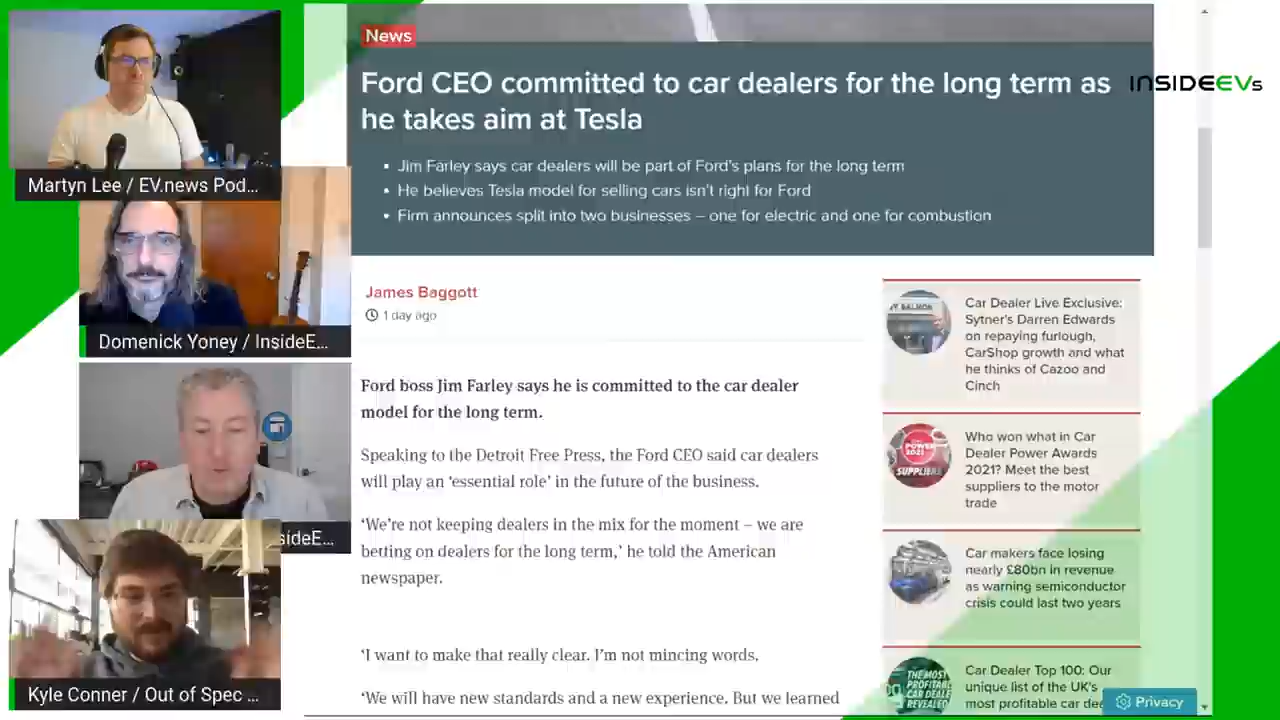 News
Ford CEO committed to car dealers for the long term as
he takes aim at Tesla
INSIDEEVs
Jim Farley says car dealers will be part of Ford's plans for the long term
He believes Tesla model for selling cars isn't right for Ford
Firm announces split into two businesses – one for electric and one for combustion
Martyn Lee / EV.news Pod...
Domenick Yoney / InsideE...
sideE...
Kyle Conner / Out of Spec ...
James Baggott
1 day ago
Ford boss Jim Farley says he is committed to the car dealer
model for the long term.
Speaking to the Detroit Free Press, the Ford CEO said car dealers
will play an ‘essential role’ in the future of the business.
‘We’re not keeping dealers in the mix for the moment – we are
betting on dealers for the long term,’ he told the American
newspaper.
‘I want to make that really clear. I’m not mincing words.
‘We will have new standards and a new experience. But we learned
Car Dealer Live Exclusive:
Sytner's Darren Edwards
on repaying furlough,
CarShop growth and what
he thinks of Cazoo and
Cinch
POWER
2021
SUPPLIERS
Who won what in Car
Dealer Power Awards
2021? Meet the best
suppliers to the motor
trade
Car makers face losing
nearly £80bn in revenue
as warning semiconductor
crisis could last two years
THE MOST
PROFITABLE
CAR DEALERS
REVEALED
Car Dealer Top 100: Our
unique list of the UK's
most profitable car dea
Privacy